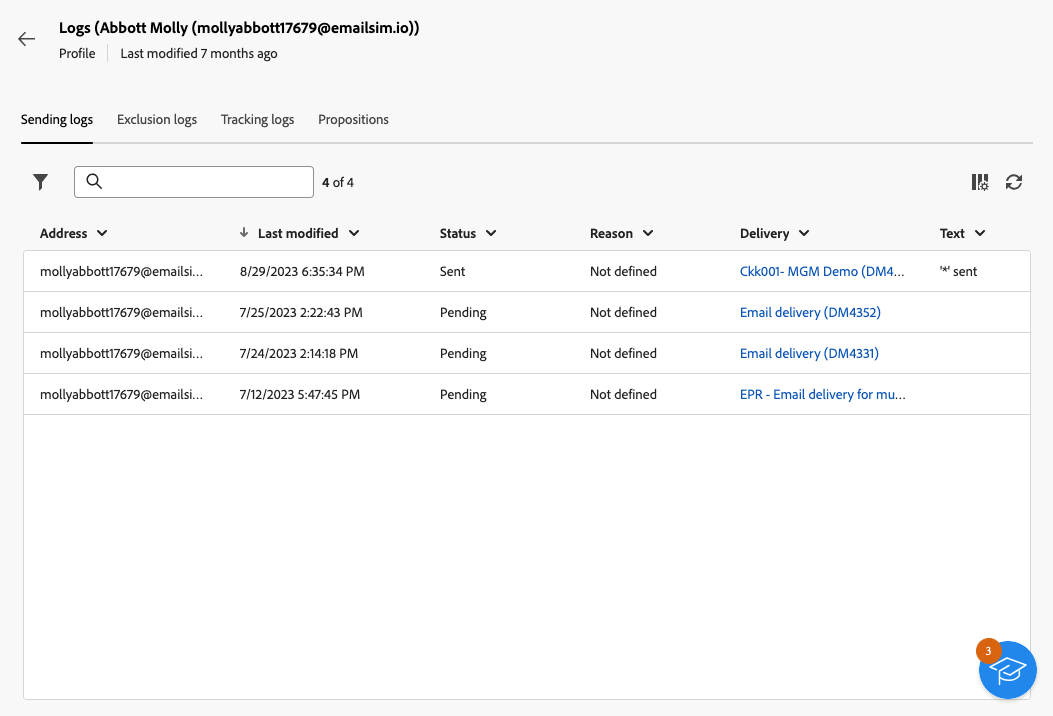 Logs (Abbott Molly (mollyabbott17679@emailsim.io))
Profile Last modified 7 months ago
Sending logs Exclusion logs Tracking logs Propositions
4 of 4
Address Last modified Status Reason Delivery Text
mollyabbott17679@emailsi... 8/29/2023 6:35:34 PM Sent Not defined Ckk001- MGM Demo (DM4... '*' sent
mollyabbott17679@emailsi... 7/25/2023 2:22:43 PM Pending Not defined Email delivery (DM4352)
mollyabbott17679@emailsi... 7/24/2023 2:14:18 PM Pending Not defined Email delivery (DM4331)
mollyabbott17679@emailsi... 7/12/2023 5:47:45 PM Pending Not defined EPR - Email delivery for mu...
3